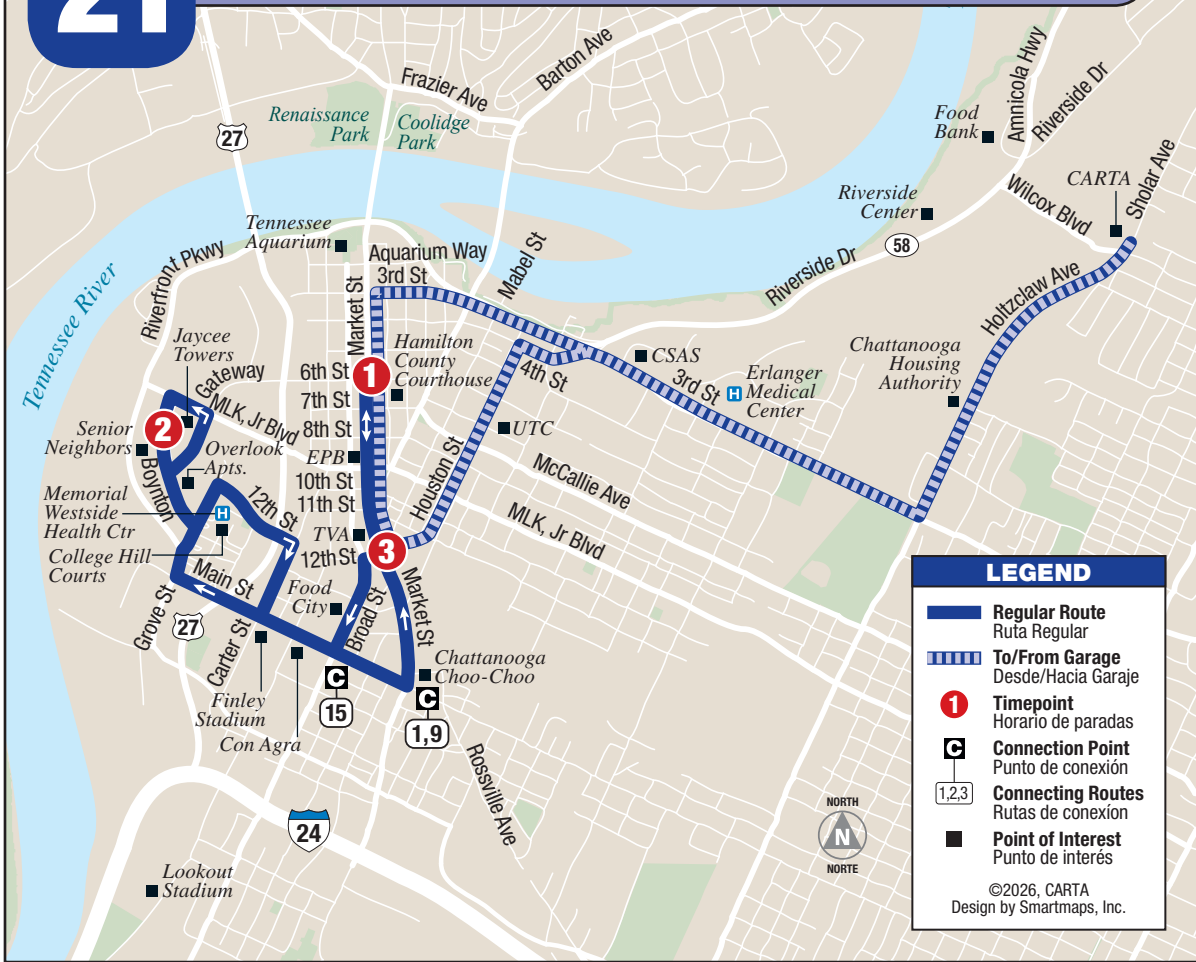 21
Frazier Ave
Barton Ave
Amnicola Hwy
Riverside Dr
Renaissance
Park
Coolidge
Park
27
Food
Bank
CARTA
Sholar Ave
Wilcox Blvd
Riverside
Center
58
Tennessee
Aquarium
Riverfront Pkwy
Aquarium Way
3rd St
Mabel St
Riverside Dr
Tennessee River
Market St
Holtzclaw Ave
Jaycee
Towers
Gateway
Hamilton
County
Courthouse
6th St
1
7th St
8th St
4th St
CSAS
3rd St
H
Erlanger
Medical
Center
Chattanooga
Housing
Authority
MLK, Jr Blvd
2
Senior
Neighbors
Overlook
Apts.
Boynton
EPB
10th St
11th St
Houston St
UTC
McCallie Ave
MLK, Jr Blvd
Memorial
Westside
Health Ctr
H
12th St
College Hill
Courts
TVA
12th St
3
Main St
Food
City
Broad St
Market St
Grove St
27
Carter St
Chattanooga
Choo-Choo
C
15
C
1,9
Finley
Stadium
Con Agra
Rossville Ave
24
Lookout
Stadium
NORTH
N
NORTE
LEGEND
Regular Route
Ruta Regular
To/From Garage
Desde/Hacia Garaje
1
Timepoint
Horario de paradas
C
Connection Point
Punto de conexión
1,2,3
Connecting Routes
Rutas de conexíon
Point of Interest
Punto de interés
©2026, CARTA
Design by Smartmaps, Inc.